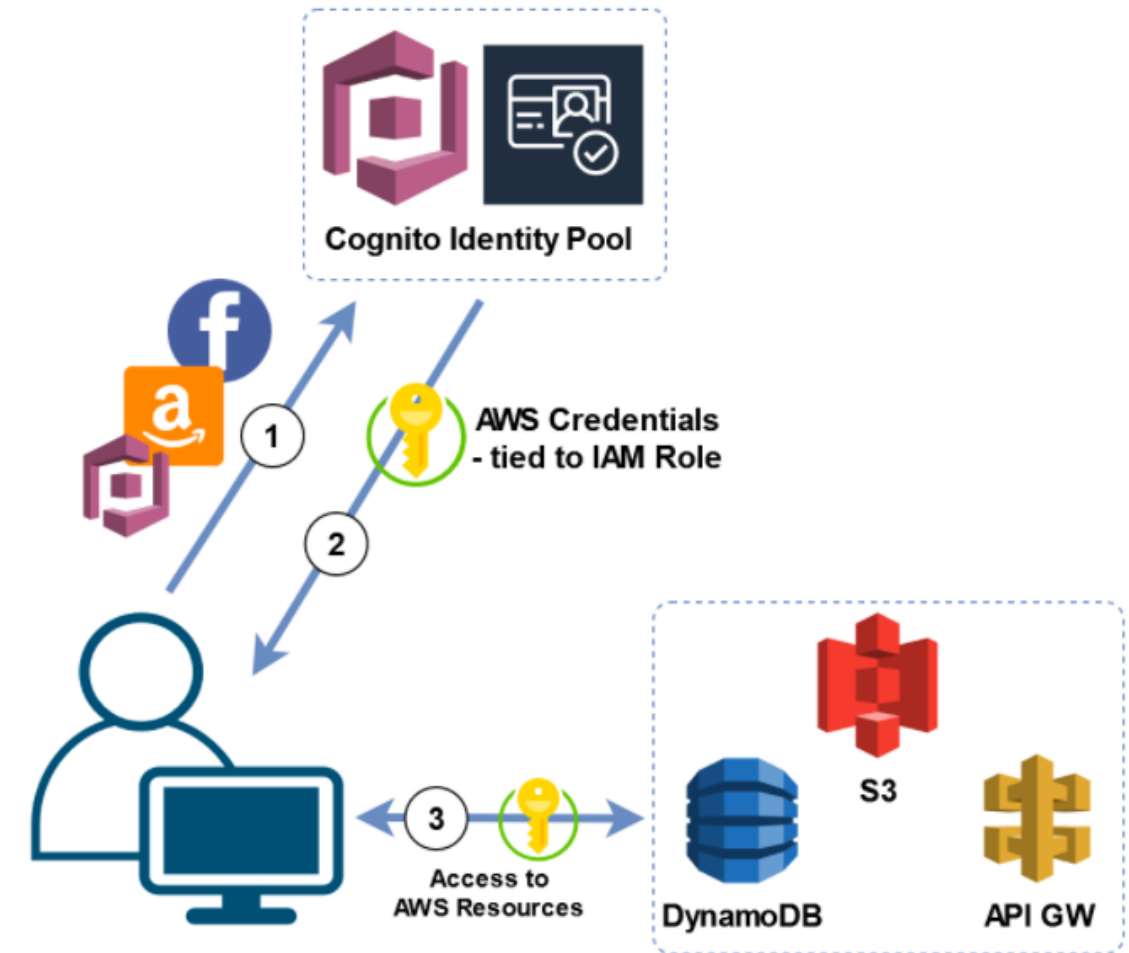 Cognito Identity Pool
f
a
1
AWS Credentials
- tied to IAM Role
2
3
Access to
AWS Resources
S3
DynamoDB
API GW